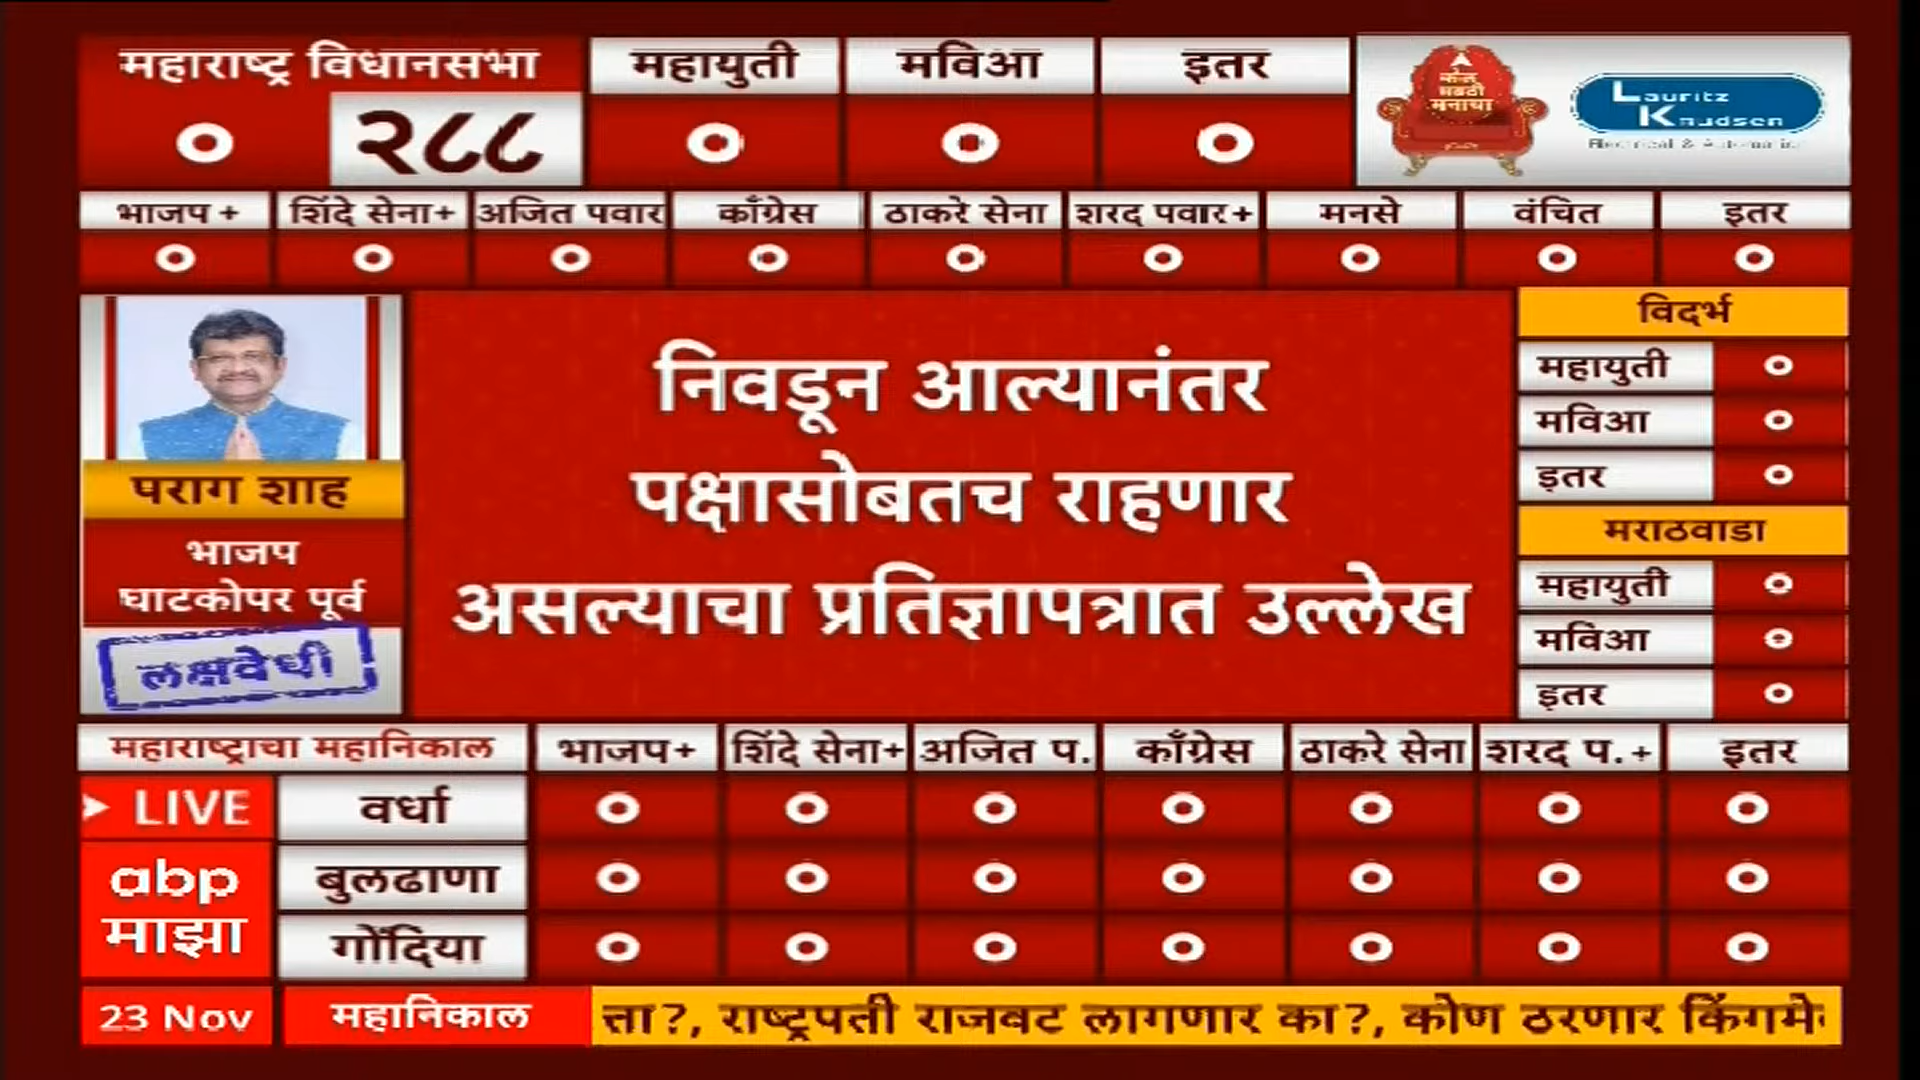 महाराष्ट्र विधानसभा
० २८८
महायुती
०
मविआ
०
इतर
०
कौल
मराठी
मनाचा
Lauritz
Knudsen
Electrical & Automation
भाजप+ शिंदे सेना+ अजित पवार काँग्रेस ठाकरे सेना शरद पवार+ मनसे वंचित इतर
० ० ० ० ० ० ० ० ०
पराग शाह
भाजप
घाटकोपर पूर्व
लक्षवेधी
निवडून आल्यानंतर
पक्षासोबतच राहणार
असल्याचा प्रतिज्ञापत्रात उल्लेख
विदर्भ
महायुती ०
मविआ ०
इतर ०
मराठवाडा
महायुती ०
मविआ ०
इतर ०
महाराष्ट्राचा महानिकाल भाजप+ शिंदे सेना+ अजित प. काँग्रेस ठाकरे सेना शरद प.+ इतर
LIVE
वर्धा ० ० ० ० ० ० ०
बुलढाणा ० ० ० ० ० ० ०
गोंदिया ० ० ० ० ० ० ०
abp
माझा
23 Nov महानिकाल त्ता?, राष्ट्रपती राजवट लागणार का?, कोण ठरणार किंगमे